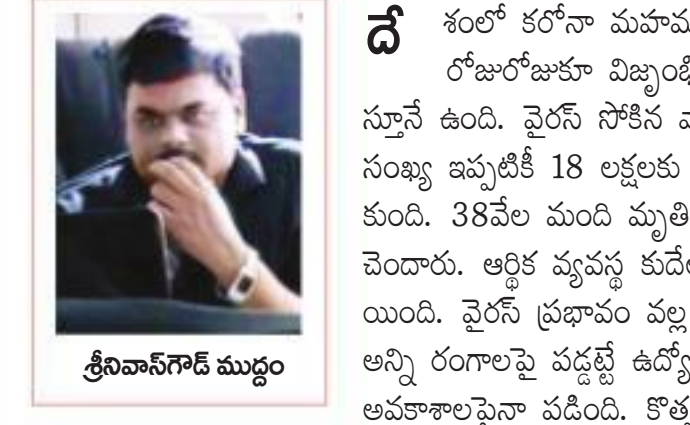 శ్రీనివాస్‌గౌడ్ ముద్దం
దేశంలో కరోనా మహమ
రోజురోజుకూ విజృంభి
స్తూనే ఉంది. వైరస్ సోకిన
సంఖ్య ఇప్పటికీ 18 లక్షలకు
కుంది. 38వేల మంది మృతి
చెందారు. ఆర్థిక వ్యవస్థ కుదేల
యింది. వైరస్ ప్రభావం వల్ల
అన్ని రంగాలపై పడ్డట్టే ఉద్యో
అవకాశాలపైనా పడింది. కొత్త